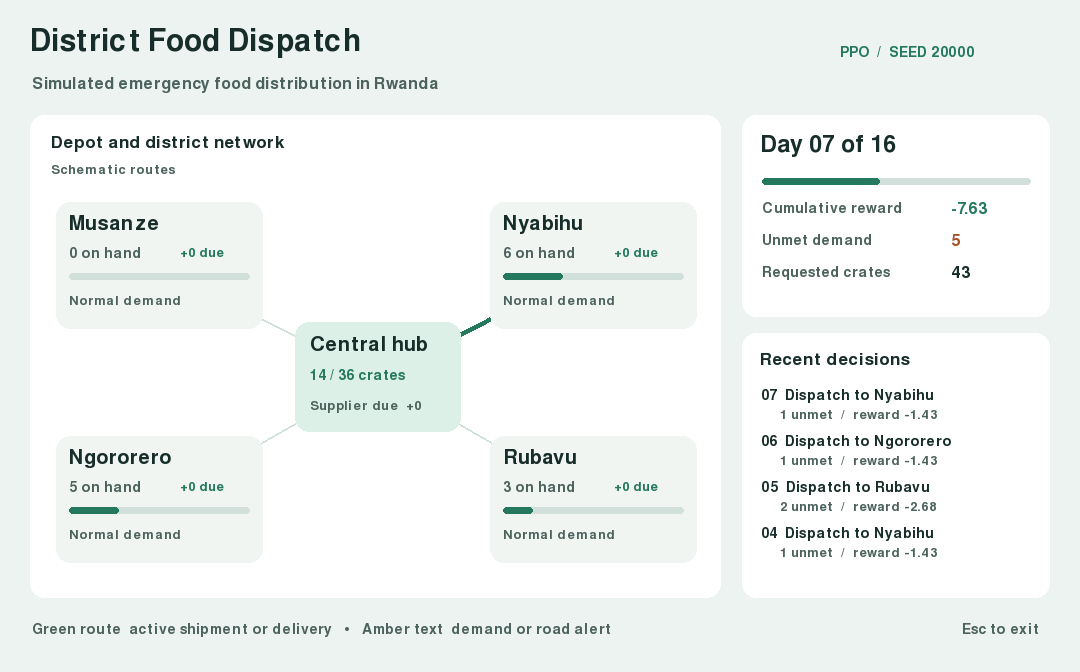 District Food Dispatch
PPO / SEED 20000
Simulated emergency food distribution in Rwanda
Depot and district network
Schematic routes
Musanze
0 on hand +0 due
Normal demand
Nyabihu
6 on hand +0 due
Normal demand
Central hub
14 / 36 crates
Supplier due +0
Ngororero
5 on hand +0 due
Normal demand
Rubavu
3 on hand +0 due
Normal demand
Day 07 of 16
Cumulative reward -7.63
Unmet demand 5
Requested crates 43
Recent decisions
07 Dispatch to Nyabihu
1 unmet / reward -1.43
06 Dispatch to Ngororero
1 unmet / reward -1.43
05 Dispatch to Rubavu
2 unmet / reward -2.68
04 Dispatch to Nyabihu
1 unmet / reward -1.43
Green route active shipment or delivery • Amber text demand or road alert
Esc to exit